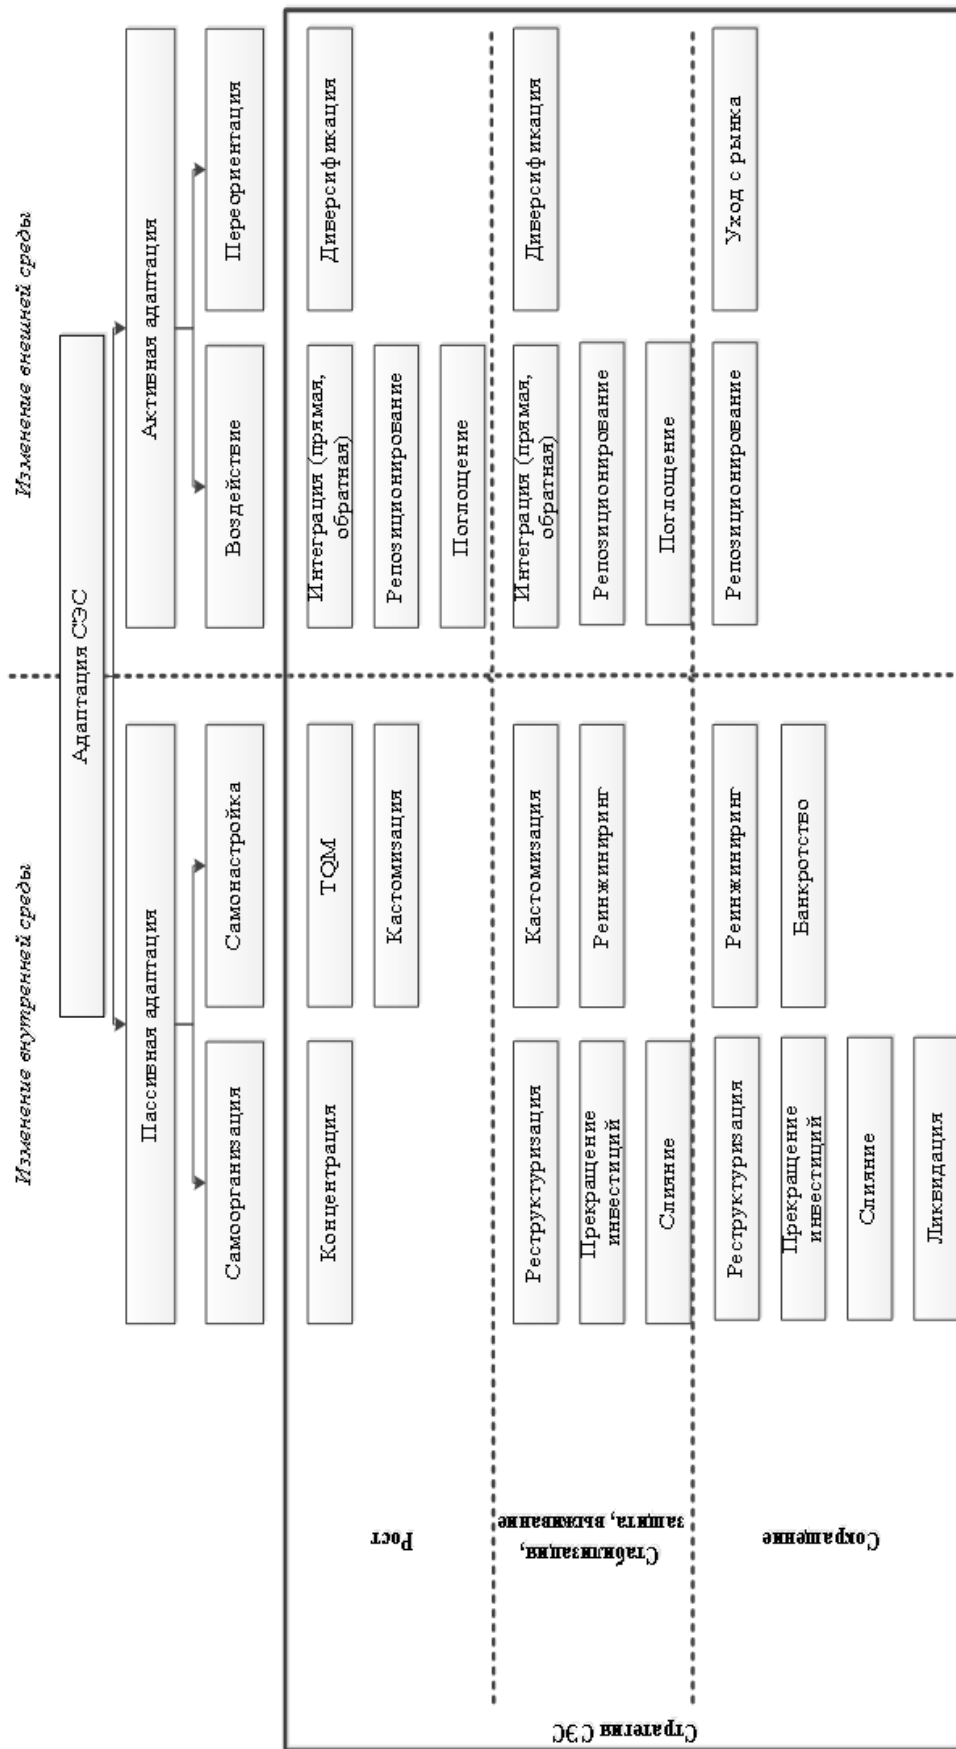 Изменение внутренней среды
Изменение внешней среды
Адаптация СЭС
Пассивная адаптация
Активная адаптация
Самоорганизация
Самонастройка
Воздействие
Переориентация
Стратегия СЭС
Рост
Концентрация
TQM
Кастомизация
Интеграция (прямая,
обратная)
Репозиционирование
Поглощение
Диверсификация
Стабилизация,
защита, выживание
Реструктуризация
Прекращение
инвестиций
Слияние
Кастомизация
Реинжиниринг
Интеграция (прямая,
обратная)
Репозиционирование
Поглощение
Диверсификация
Сокращение
Реструктуризация
Прекращение
инвестиций
Слияние
Ликвидация
Реинжиниринг
Банкротство
Репозиционирование
Уход с рынка